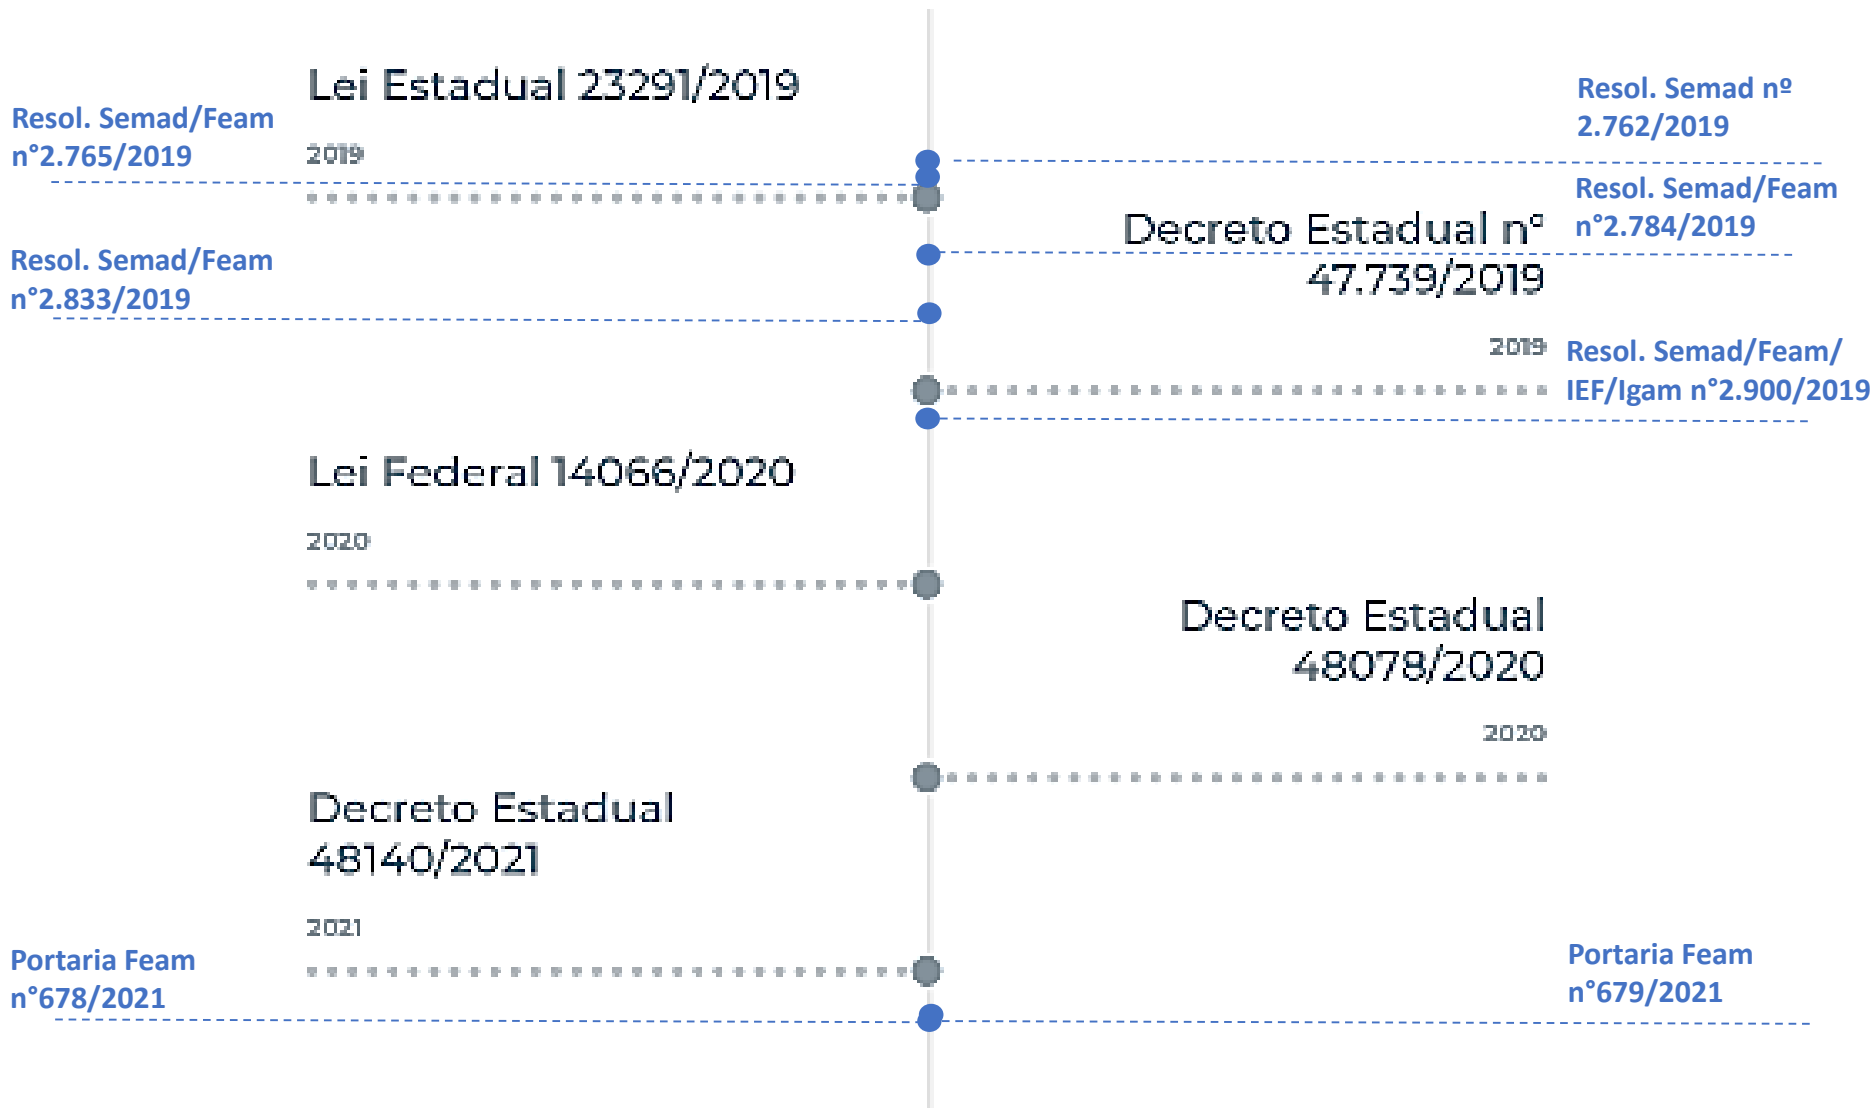 Lei Estadual 23291/2019
2019
Resol. Semad/Feam
n°2.765/2019
Resol. Semad nº
2.762/2019
Resol. Semad/Feam
n°2.784/2019
Decreto Estadual nº
47.739/2019
2019
Resol. Semad/Feam
n°2.833/2019
Resol. Semad/Feam/
IEF/Igam n°2.900/2019
Lei Federal 14066/2020
2020
Decreto Estadual
48078/2020
2020
Decreto Estadual
48140/2021
2021
Portaria Feam
n°678/2021
Portaria Feam
n°679/2021